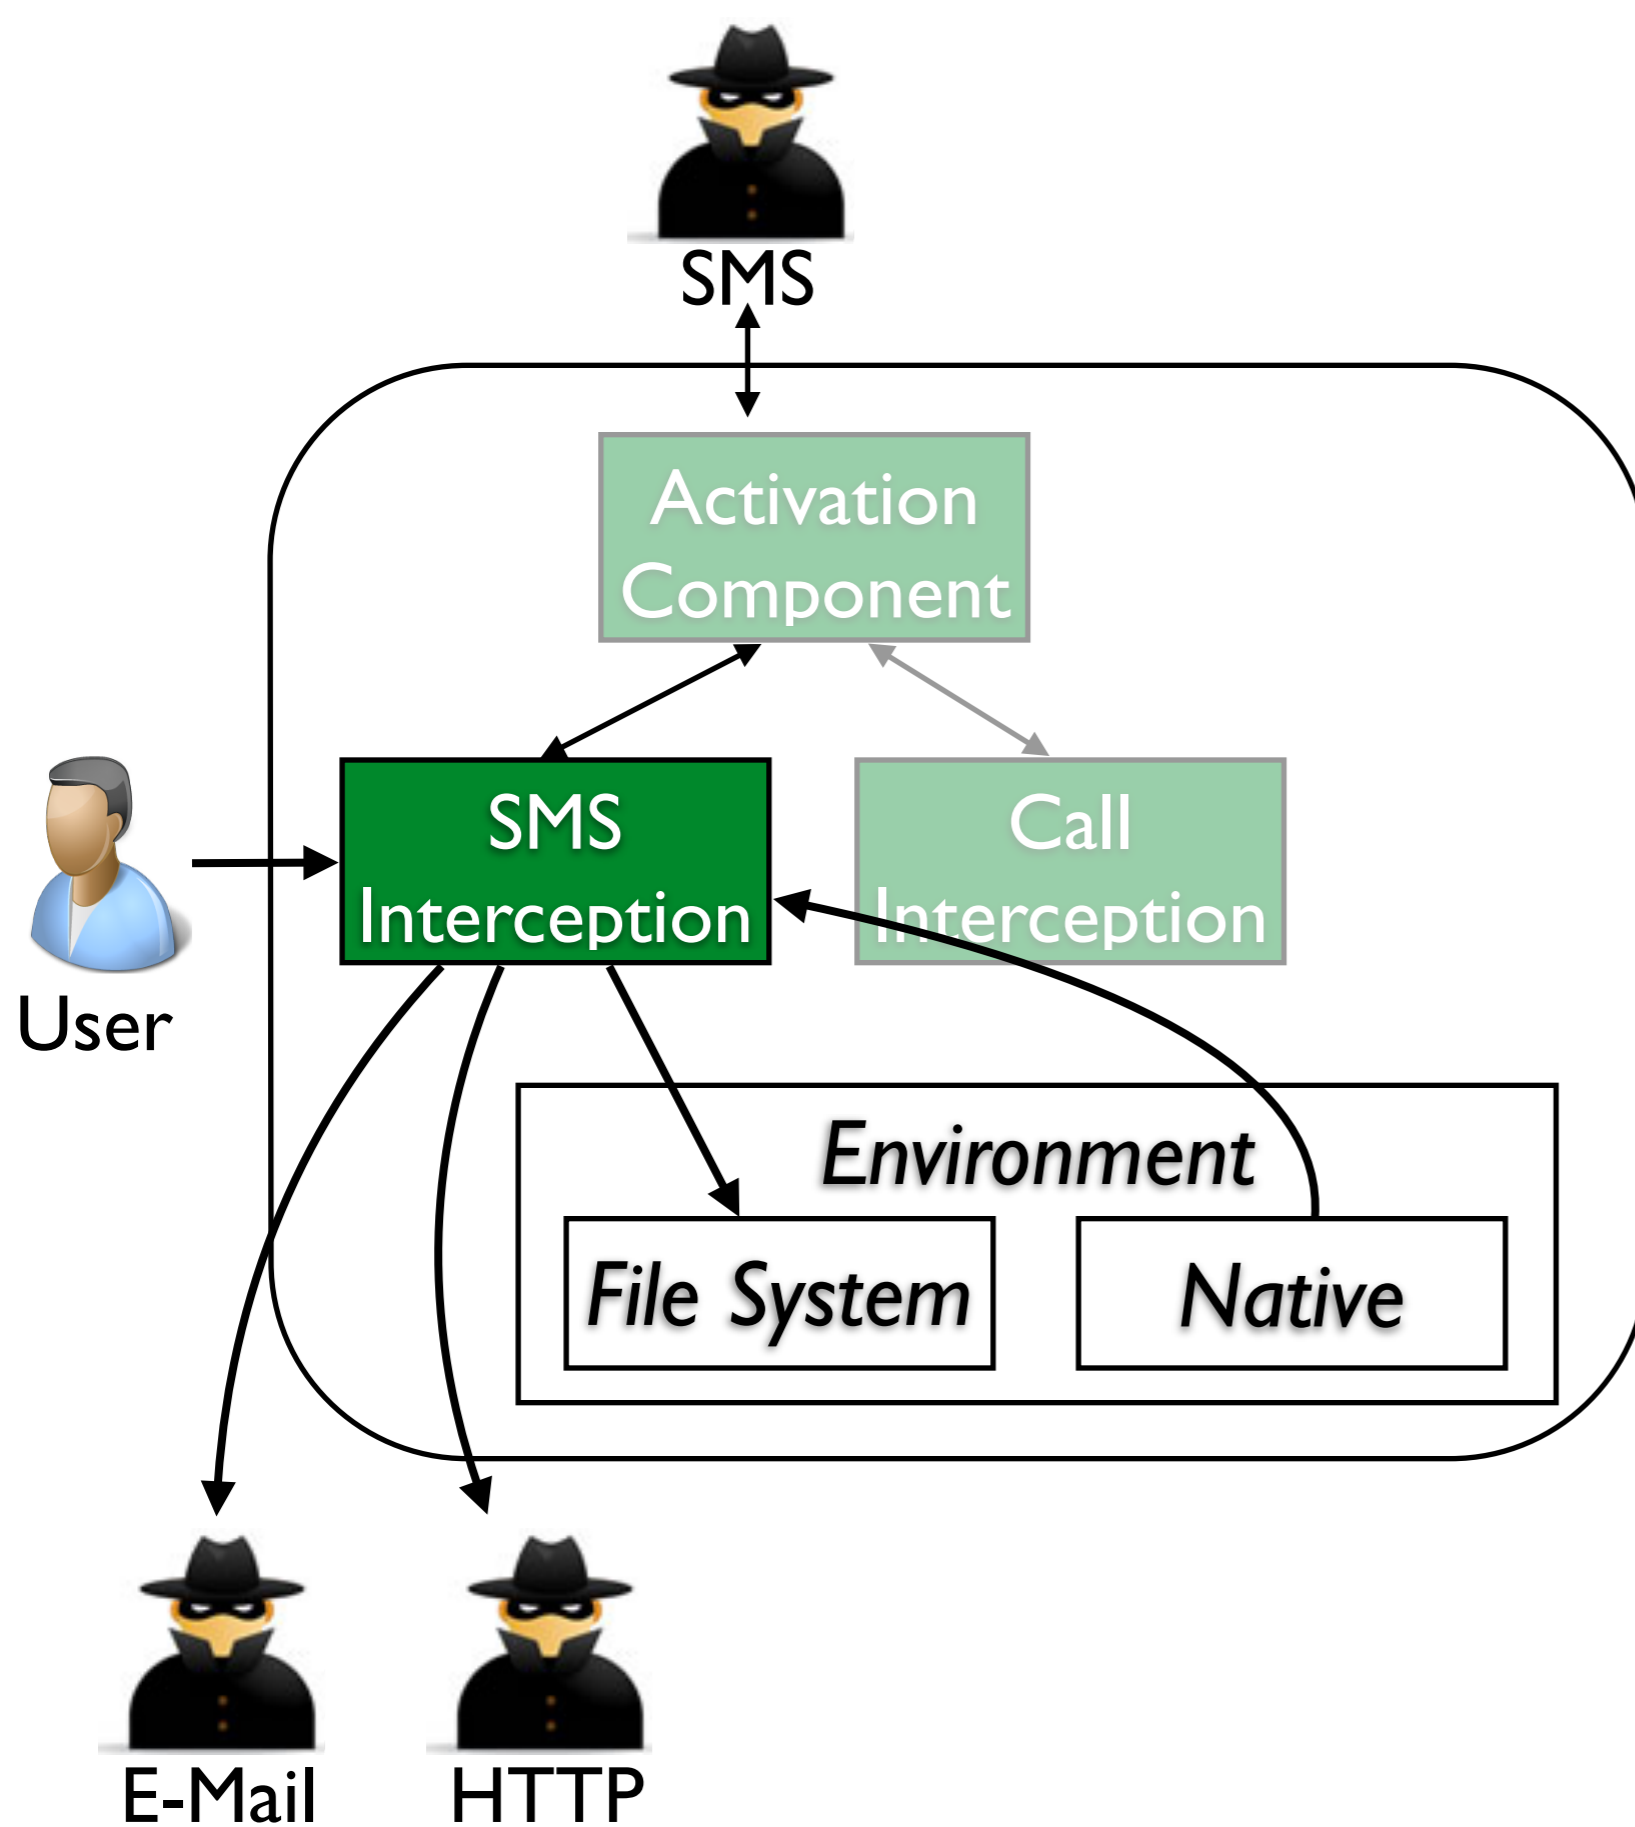 SMS
Activation
Component
SMS
Interception
Call
Interception
User
Environment
File System
Native
E-Mail
HTTP